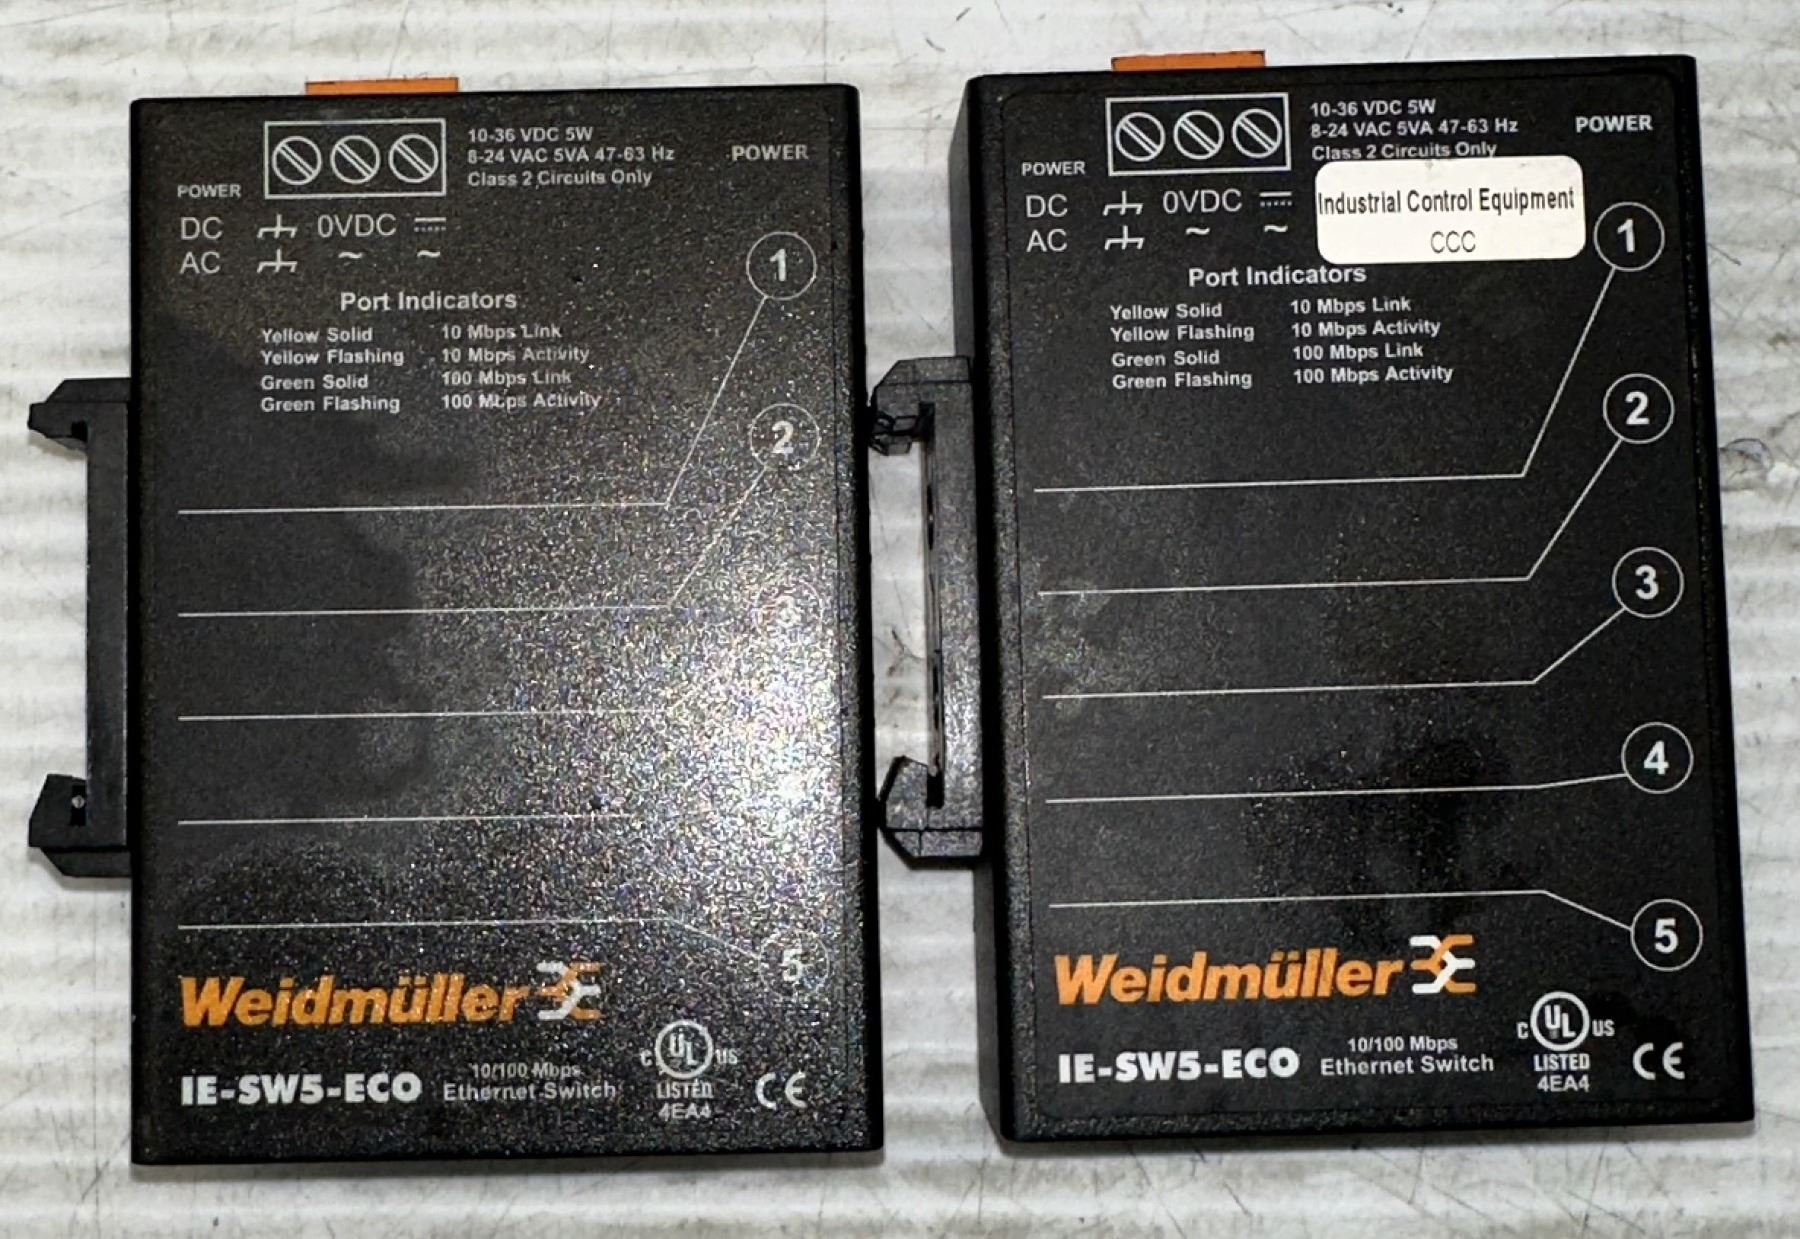 10-36 VDC 5W
8-24 VAC 5VA 47-63 Hz
Class 2 Circuits Only
POWER
POWER
DC 0VDC
AC ~ ~
1
Port Indicators
Yellow Solid 10 Mbps Link
Yellow Flashing 10 Mbps Activity
Green Solid 100 Mbps Link
Green Flashing 100 Mbps Activity
2
3
5
Weidmüller
IE-SW5-ECO
10/100 Mbps
Ethernet Switch
C UL US
LISTED
4EA4
CE
10-36 VDC 5W
8-24 VAC 5VA 47-63 Hz
Class 2 Circuits Only
POWER
POWER
DC 0VDC
AC ~ ~
Industrial Control Equipment
CCC
1
Port Indicators
Yellow Solid 10 Mbps Link
Yellow Flashing 10 Mbps Activity
Green Solid 100 Mbps Link
Green Flashing 100 Mbps Activity
2
3
4
5
Weidmüller
IE-SW5-ECO
10/100 Mbps
Ethernet Switch
C UL US
LISTED
4EA4
CE